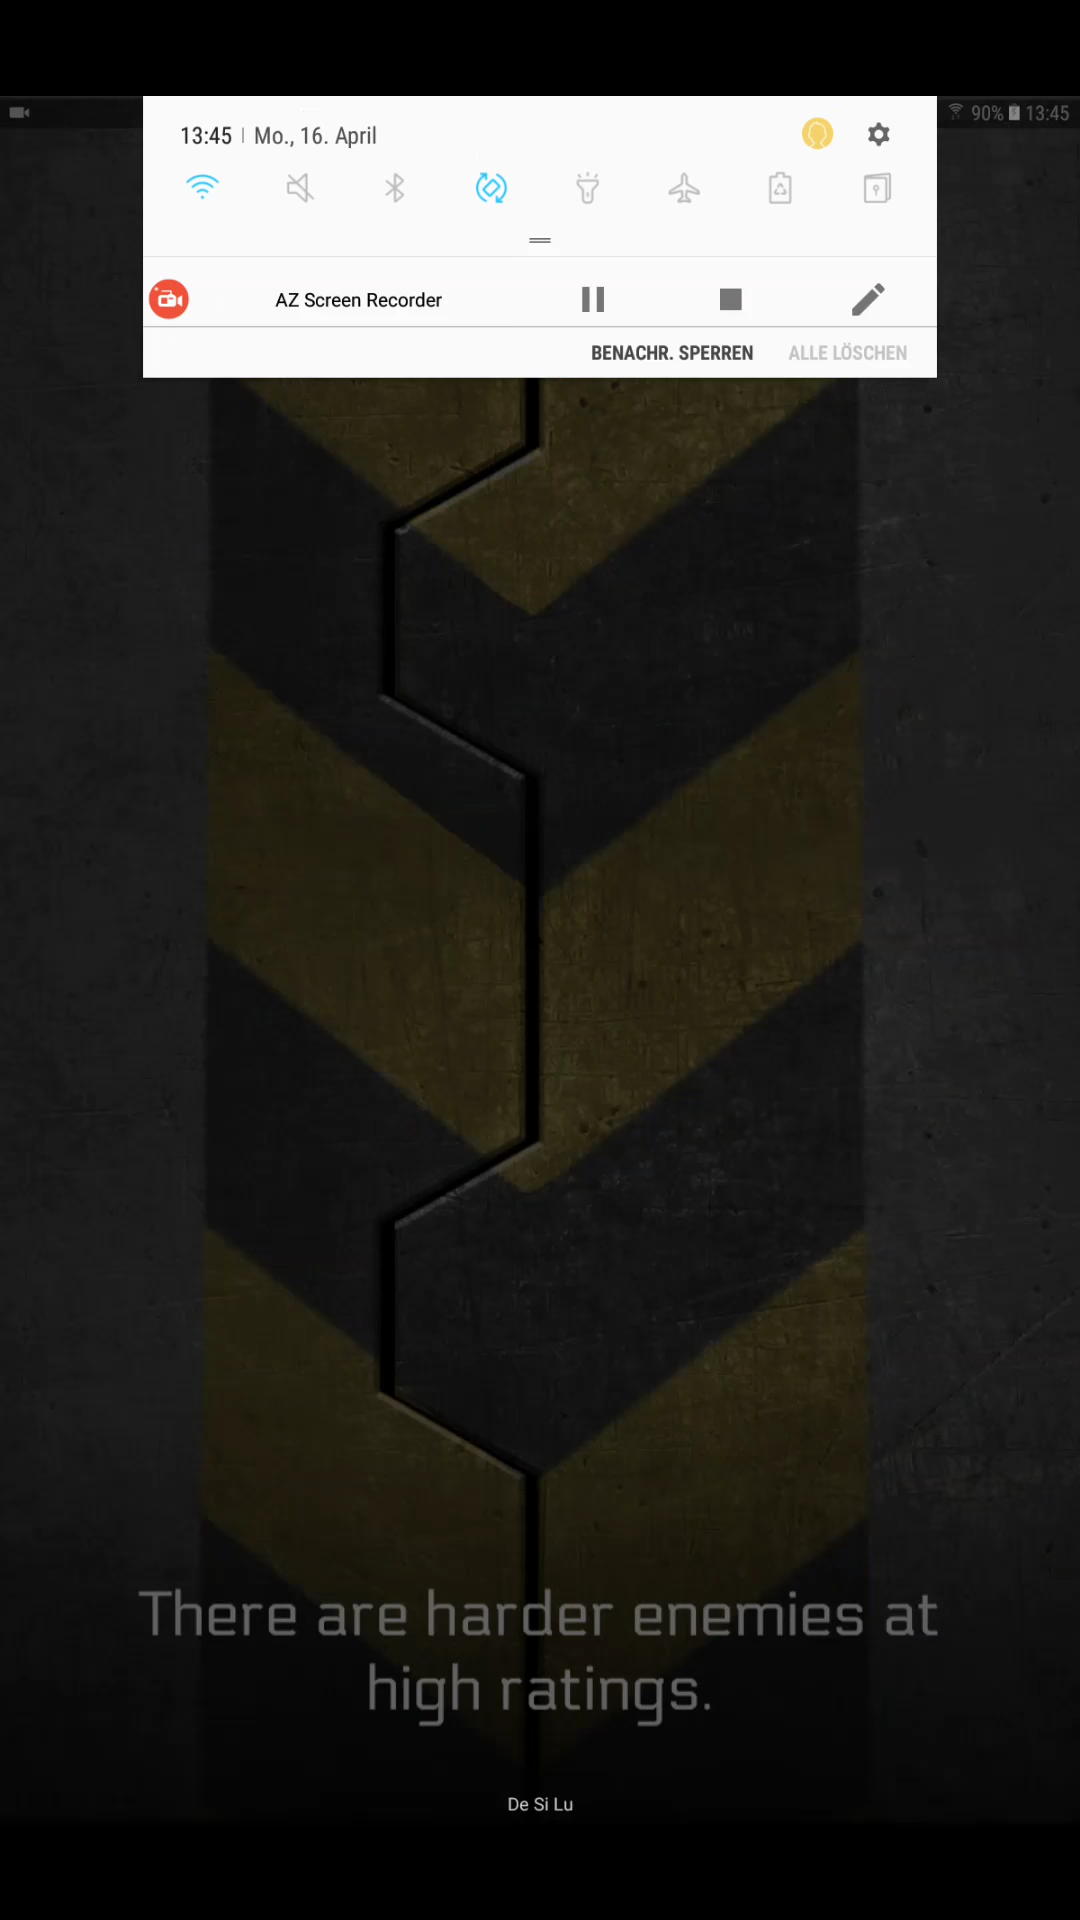 90% 13:45
13:45 | Mo., 16. April
AZ Screen Recorder
BENACHR. SPERREN ALLE LÖSCHEN
There are harder enemies at
high ratings.
De Si Lu